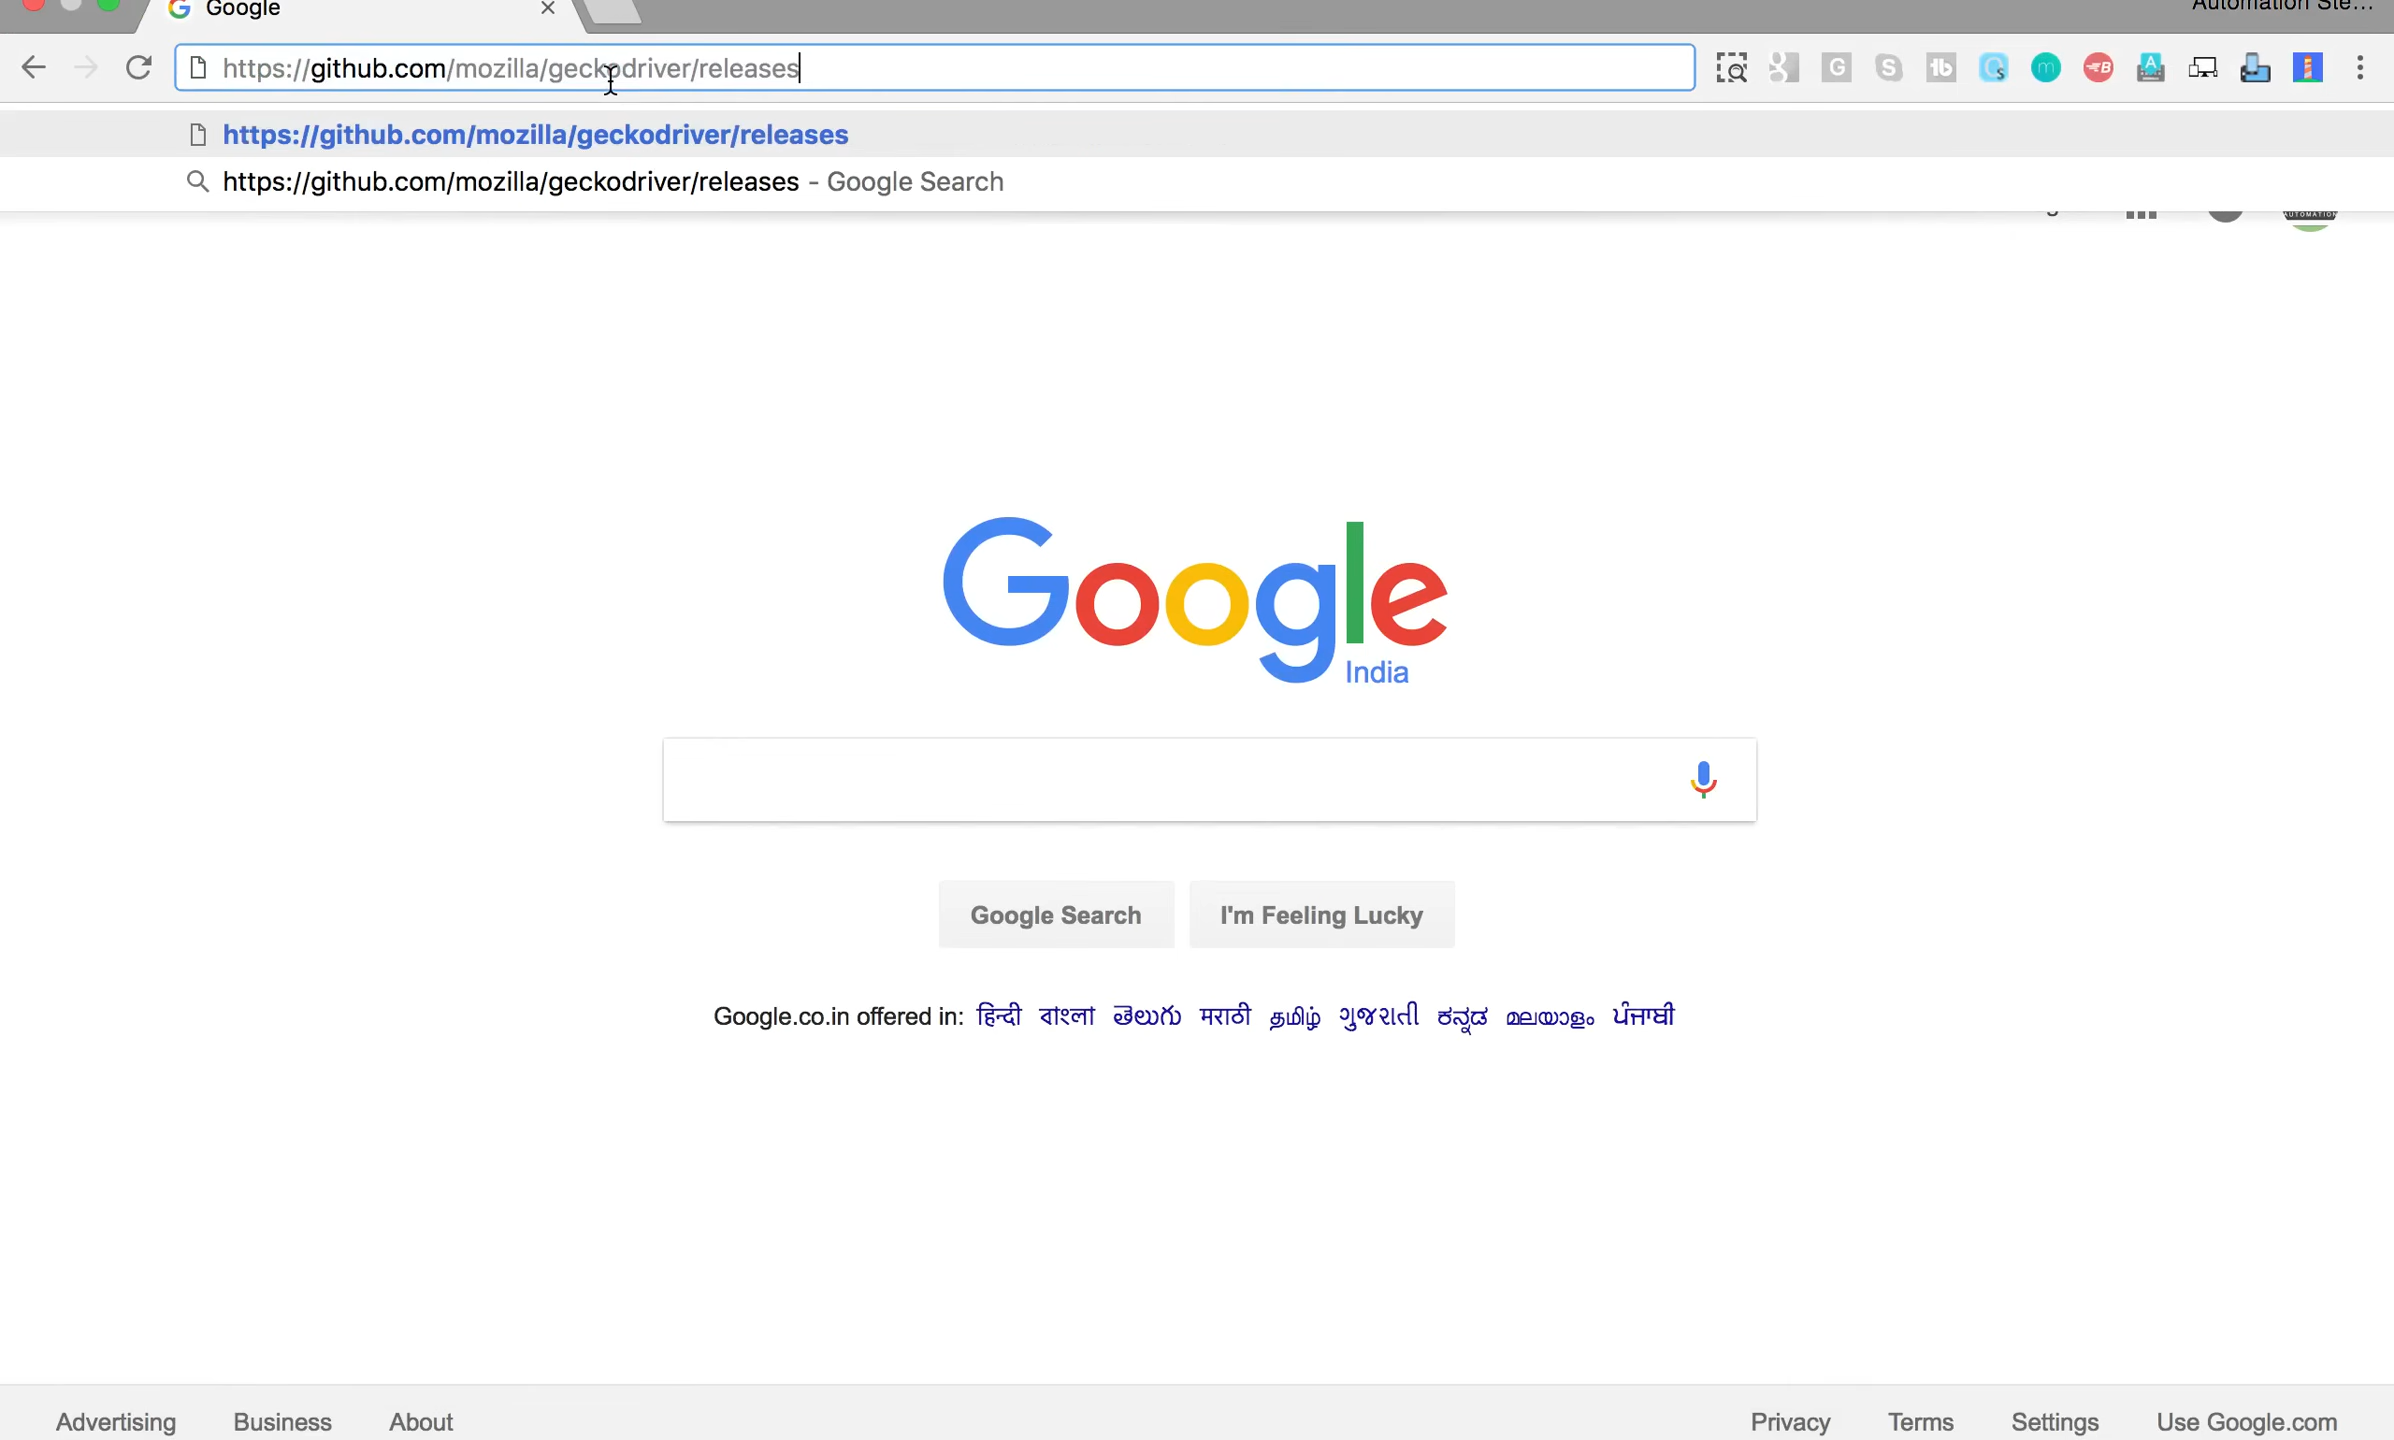 Google
Automation Ste...
https://github.com/mozilla/geckodriver/releases
https://github.com/mozilla/geckodriver/releases
https://github.com/mozilla/geckodriver/releases - Google Search
AUTOMATION
Google
India
Google Search I'm Feeling Lucky
Google.co.in offered in: हिन्दी বাংলা తెలుగు मराठी தமிழ் ગુજરાતી ಕನ್ನಡ മലയാളം ਪੰਜਾਬੀ
Advertising Business About Privacy Terms Settings Use Google.com